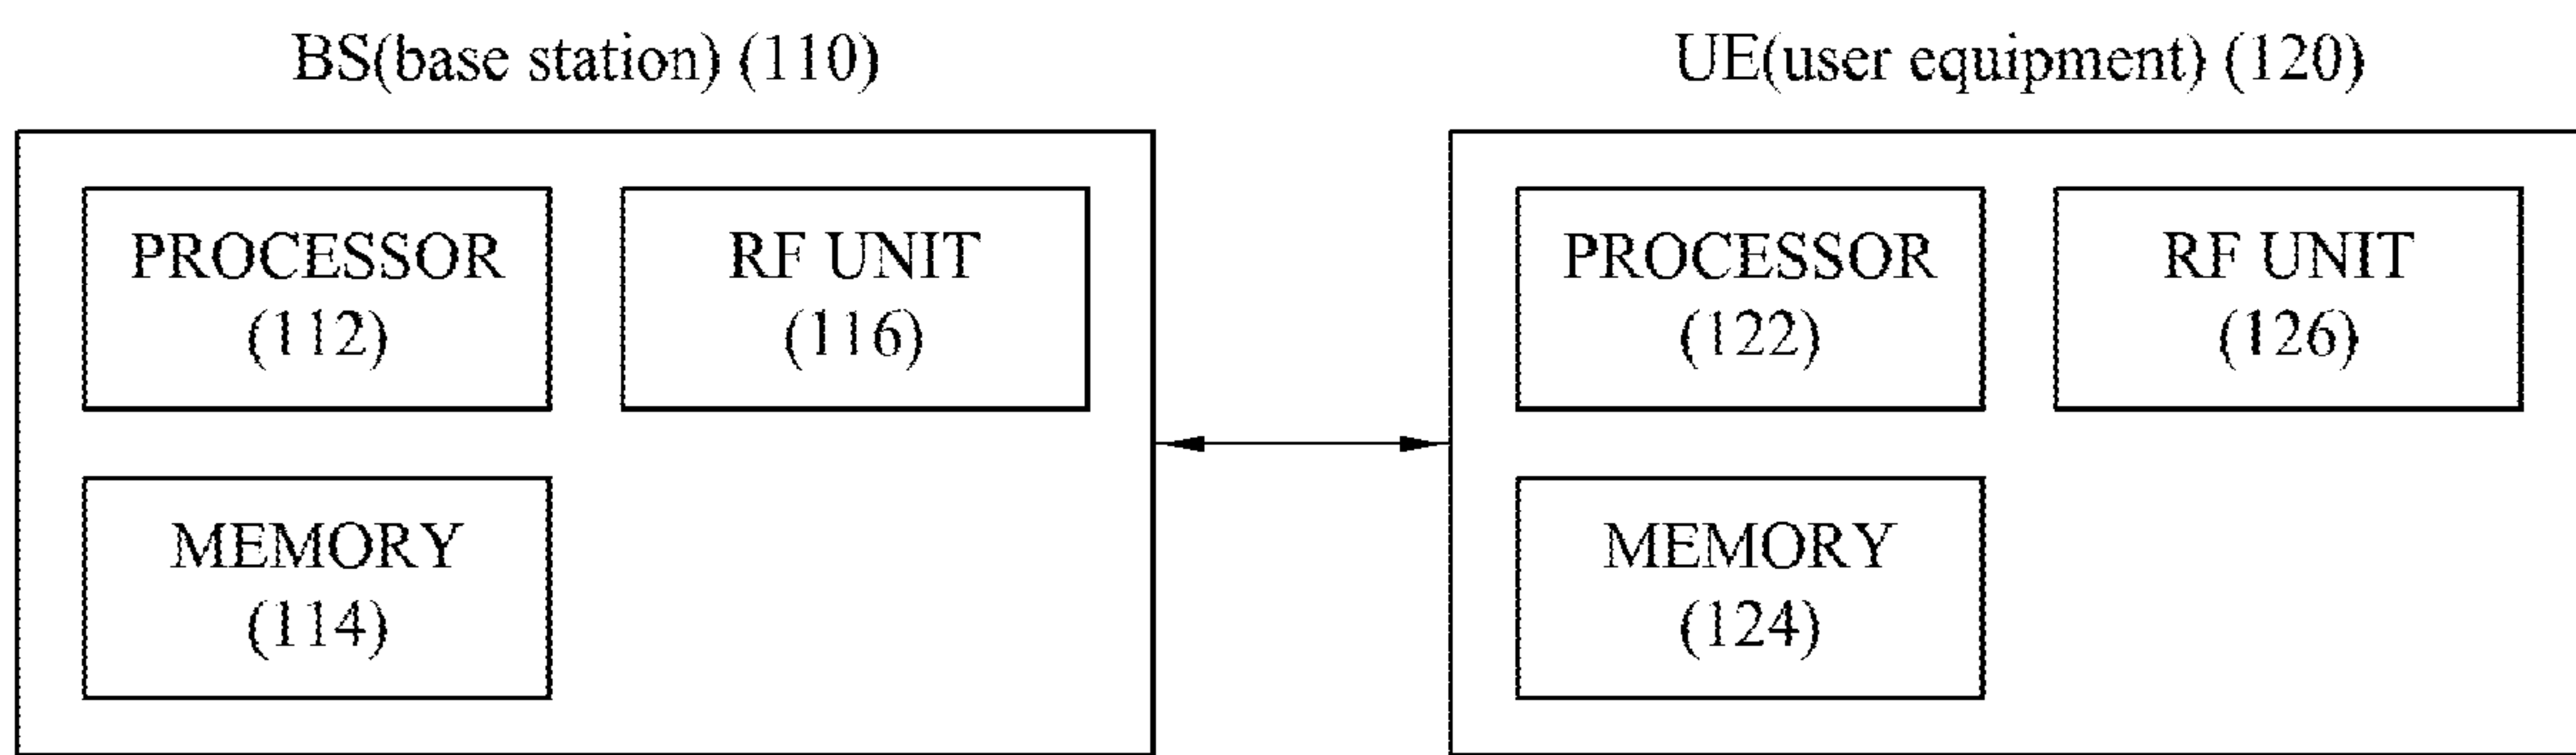 BS(base station) (110)
UE(user equipment) (120)
PROCESSOR
(112)
RF UNIT
(116)
MEMORY
(114)
PROCESSOR
(122)
RF UNIT
(126)
MEMORY
(124)